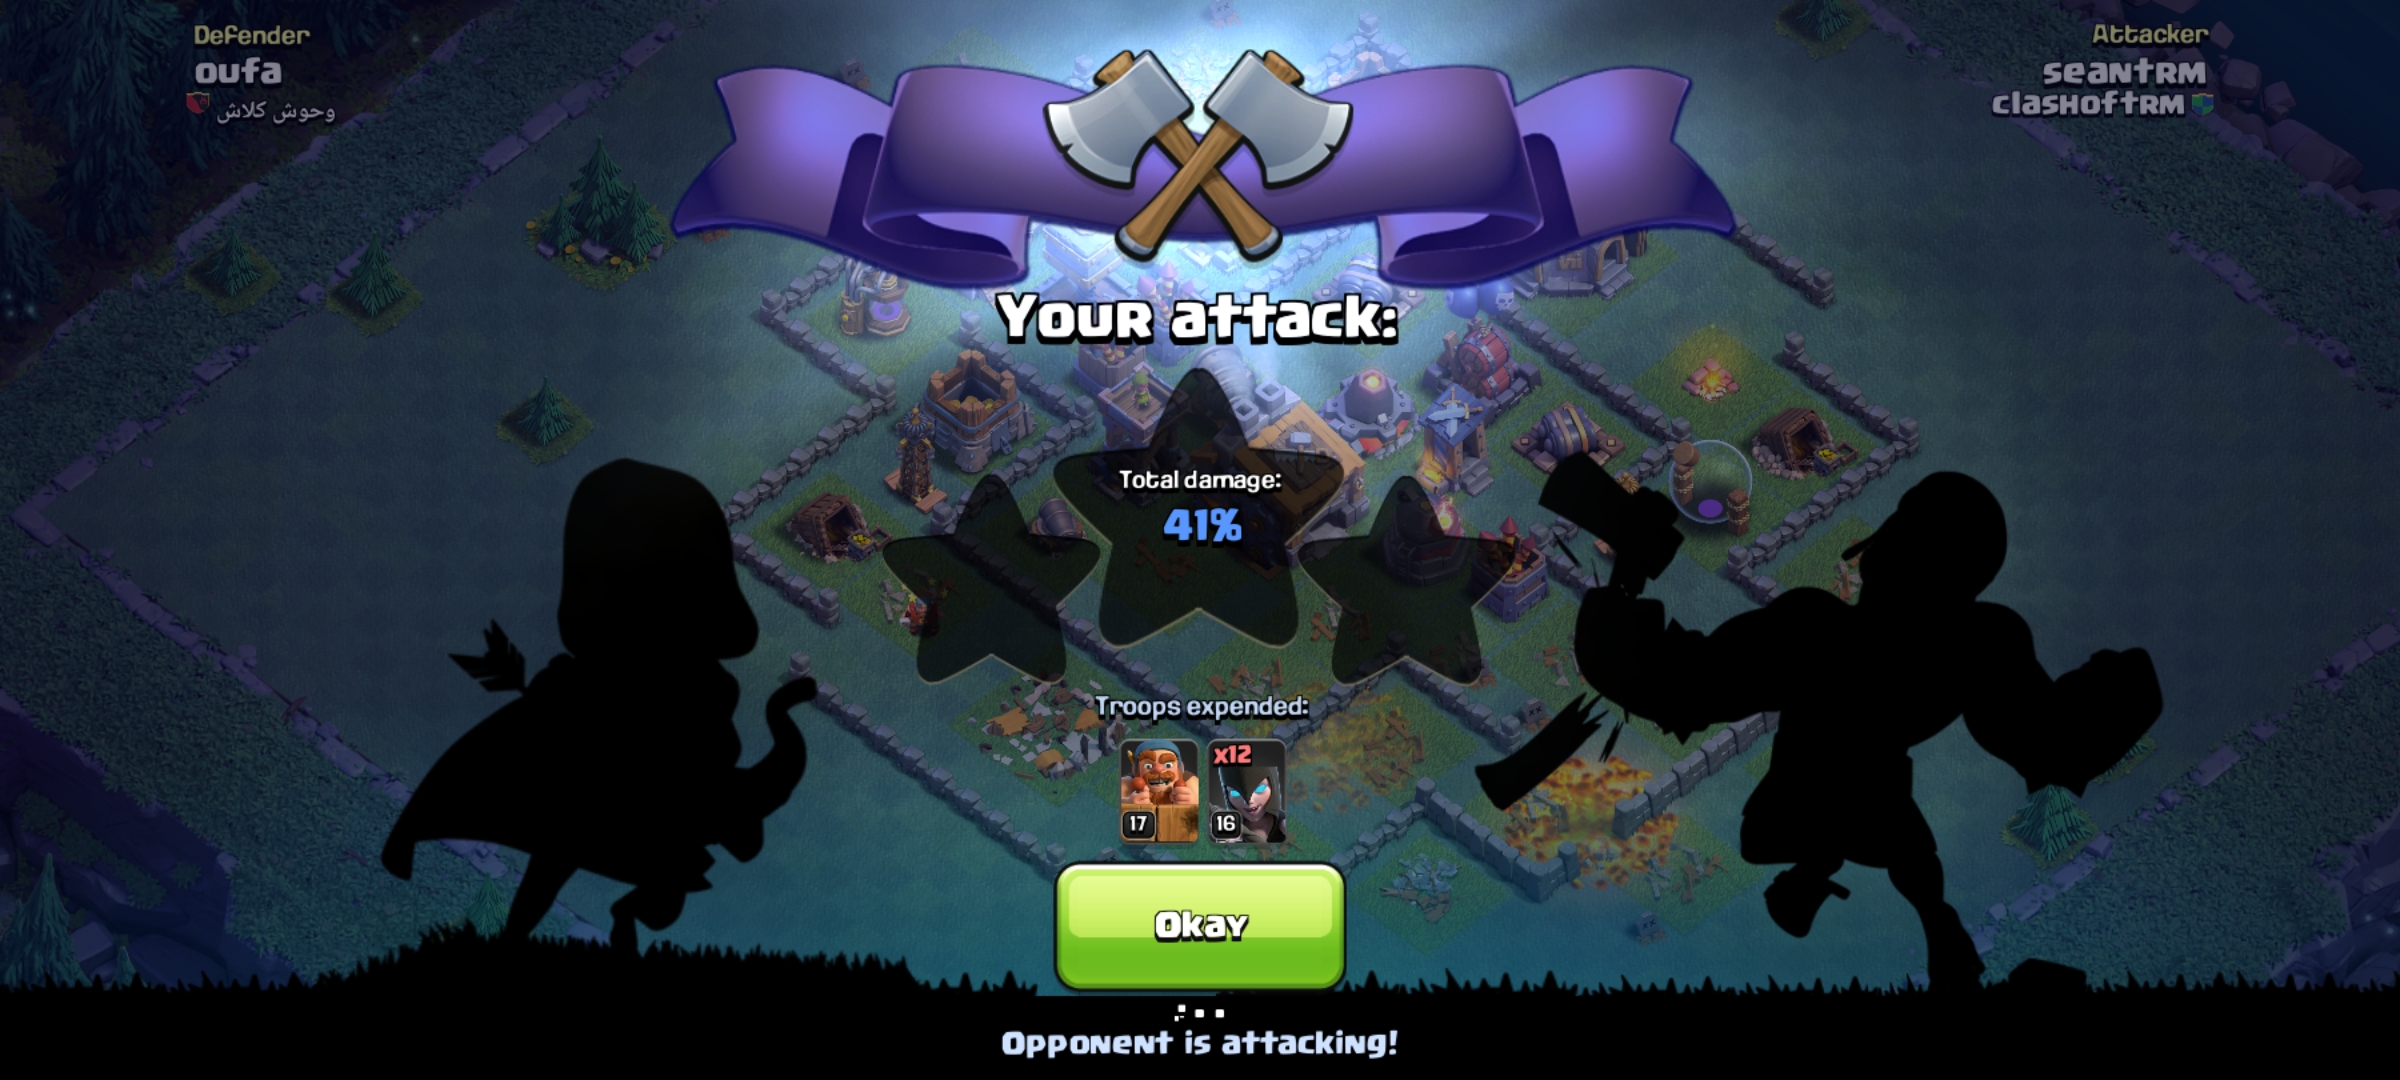 Defender
oufa
وحوش كلاش
Attacker
seantRM
clashoftRM
Your attack:
Total damage:
41%
Troops expended:
x12
17
16
Okay
Opponent is attacking!